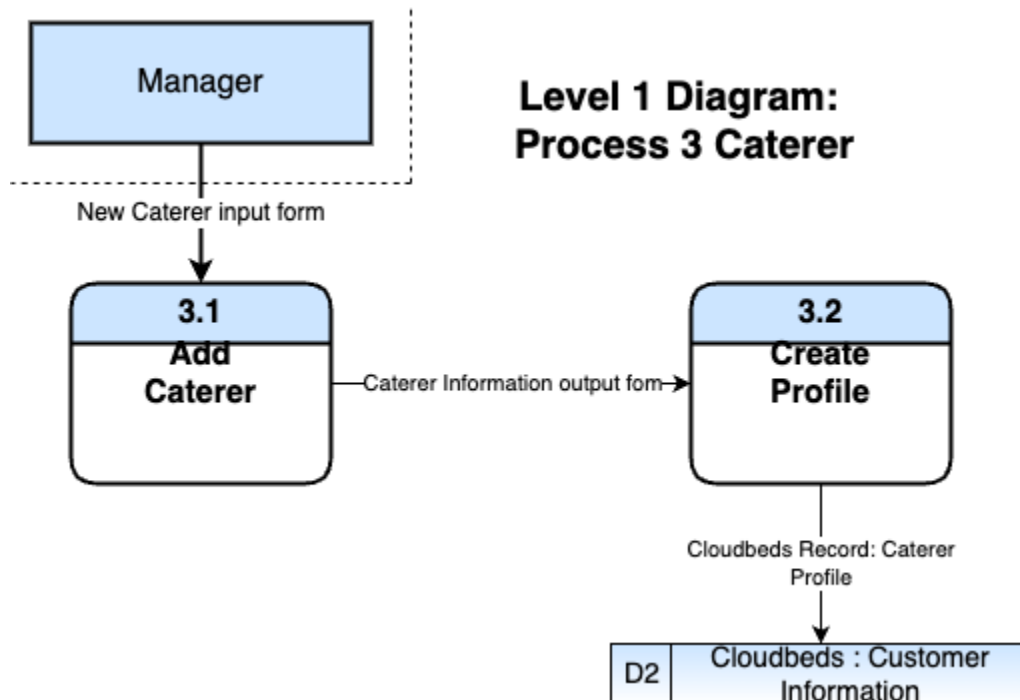 Manager
Level 1 Diagram:
Process 3 Caterer
New Caterer input form
3.1
Add
Caterer
Caterer Information output fom
3.2
Create
Profile
Cloudbeds Record: Caterer
Profile
D2
Cloudbeds : Customer
Information